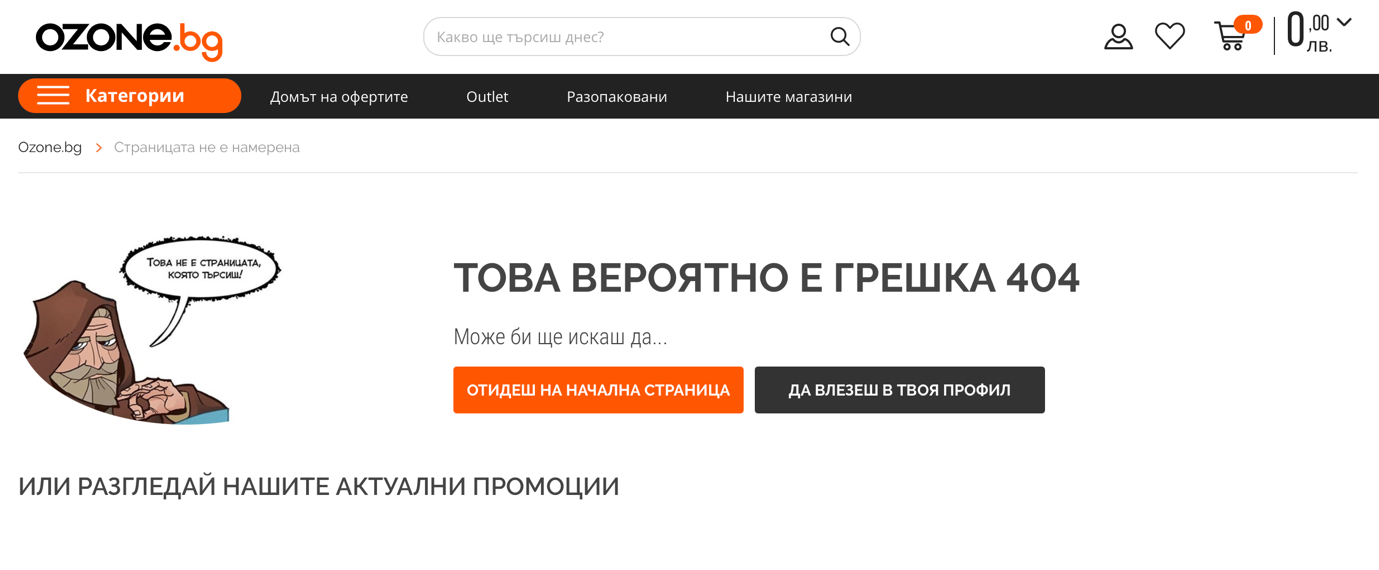 OZONE.bg
Какво ще търсиш днес?
0
0,00 лв.
Категории
Домът на офертите
Outlet
Разопаковани
Нашите магазини
Ozone.bg > Страницата не е намерена
Това не е страницата,
която търсиш!
ТОВА ВЕРОЯТНО Е ГРЕШКА 404
Може би ще искаш да...
ОТИДЕШ НА НАЧАЛНА СТРАНИЦА
ДА ВЛЕЗЕШ В ТВОЯ ПРОФИЛ
ИЛИ РАЗГЛЕДАЙ НАШИТЕ АКТУАЛНИ ПРОМОЦИИ